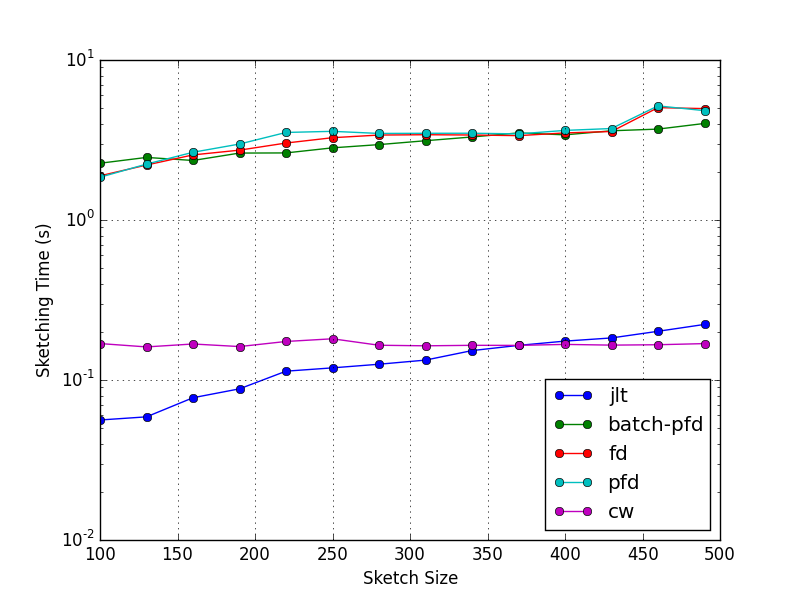 10^1
10^0
10^-1
10^-2
Sketching Time (s)
100 150 200 250 300 350 400 450 500
Sketch Size
jlt
batch-pfd
fd
pfd
cw